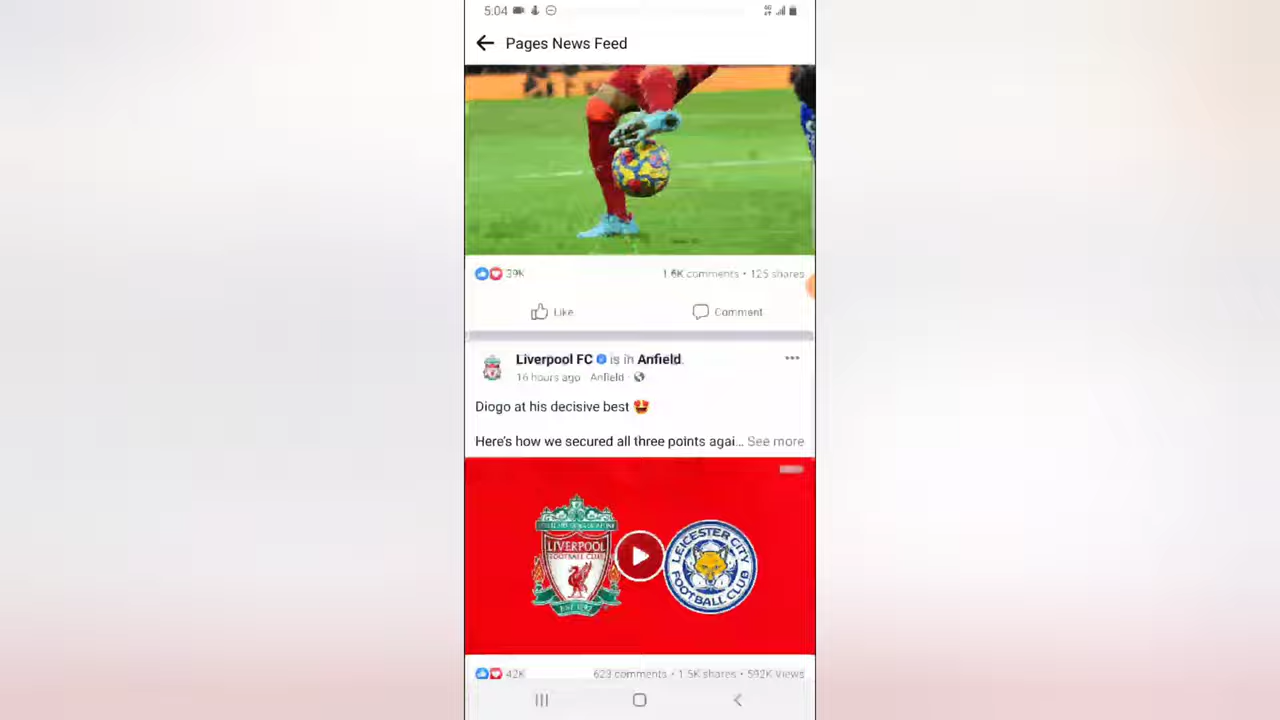 5:04
Pages News Feed
39K 1.6K comments • 125 shares
Like Comment
Liverpool FC is in Anfield.
16 hours ago · Anfield ·
Diogo at his decisive best 😍
Here's how we secured all three points agai... See more
LIVERPOOL
FOOTBALL CLUB
EST·1892
LEICESTER CITY
FOOTBALL CLUB
42K 623 comments • 1.5K shares • 592K Views